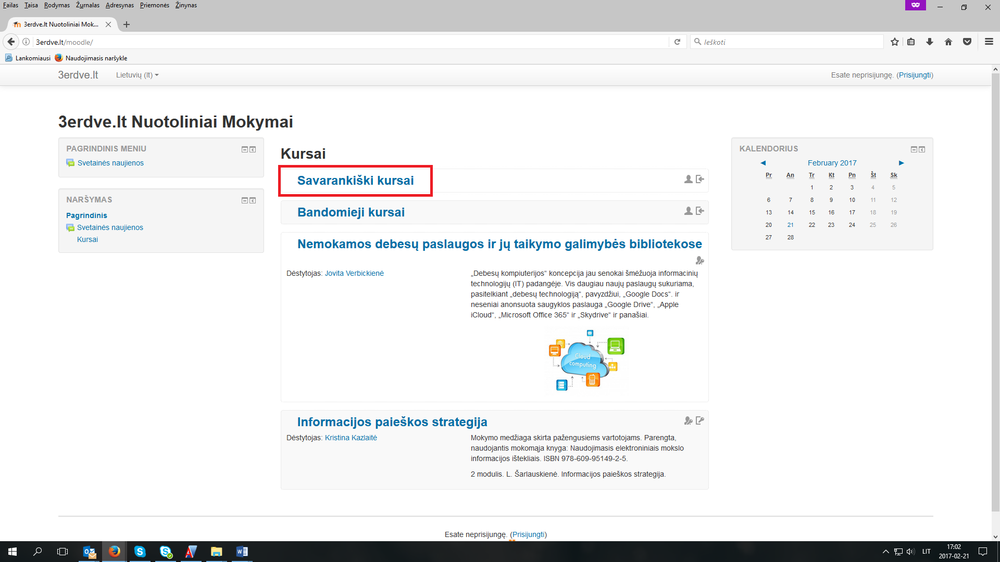 Failas Taisa Rodymas Žurnalas Adresynas Priemonės Žinynas
3erdve.lt Nuotoliniai Mok...
3erdve.lt/moodle/
Ieškoti
Lankomiausi Naudojimasis naršykle
3erdve.lt Lietuvių (lt)
Esate neprisijungę. (Prisijungti)
3erdve.lt Nuotoliniai Mokymai
PAGRINDINIS MENIU
Svetainės naujienos
NARŠYMAS
Pagrindinis
Svetainės naujienos
Kursai
Kursai
Savarankiški kursai
Bandomieji kursai
Nemokamos debesų paslaugos ir jų taikymo galimybės bibliotekose
Dėstytojas: Jovita Verbickienė
„Debesų kompiuterijos“ koncepcija jau senokai šmėžuoja informacinių
technologijų (IT) padangėje. Vis daugiau naujų paslaugų sukuriama,
pasitelkiant „debesų technologiją“, pavyzdžiui, „Google Docs“. ir
neseniai anonsuota saugyklos paslauga „Google Drive“, „Apple
iCloud“, „Microsoft Office 365“ ir „Skydrive“ ir panašiai.
Cloud
computing
Informacijos paieškos strategija
Dėstytojas: Kristina Kazlaitė
Mokymo medžiaga skirta pažengusiems vartotojams. Parengta,
naudojantis mokomąja knyga: Naudojimasis elektroniniais mokslo
informacijos ištekliais. ISBN 978-609-95149-2-5.
2 modulis. L. Šarlauskienė. Informacijos paieškos strategija.
KALENDORIUS
◄ February 2017 ►
Pr An Tr Kt Pn Št Sk
1 2 3 4 5
6 7 8 9 10 11 12
13 14 15 16 17 18 19
20 21 22 23 24 25 26
27 28
Esate neprisijungę. (Prisijungti)
LIT
17:02
2017-02-21